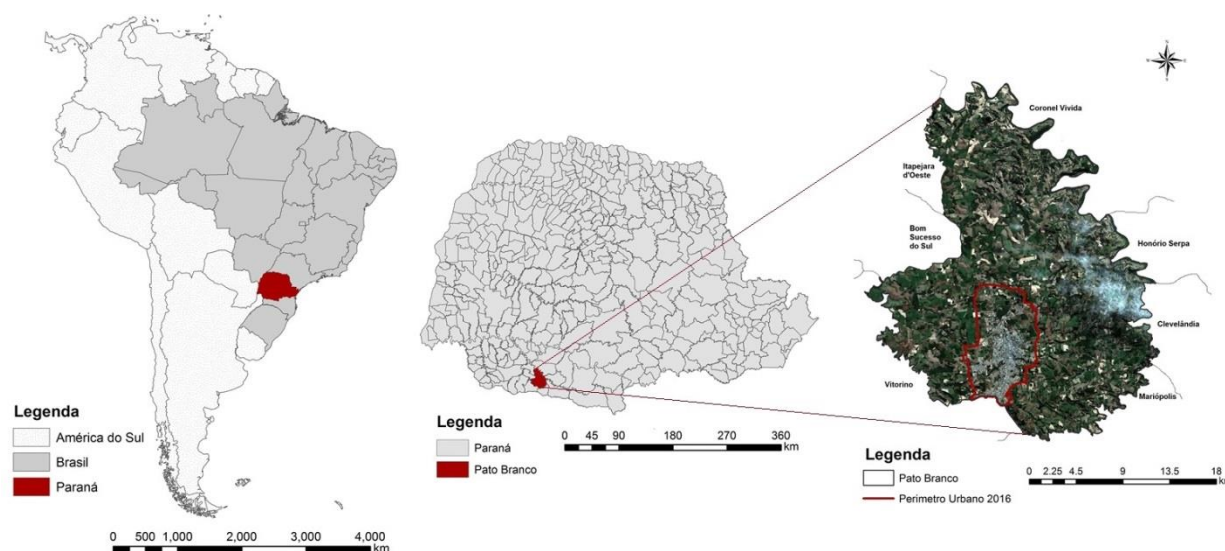 Legenda
América do Sul
Brasil
Paraná
0 500 1,000 2,000 3,000 4,000
km
Legenda
Paraná
Pato Branco
0 45 90 180 270 360
km
N
Coronel Vivida
Itapejara
d'Oeste
Bom
Sucesso
do Sul
Honório Serpa
Clevelândia
Vitorino
Mariópolis
Legenda
Pato Branco
Perimetro Urbano 2016
0 2.25 4.5 9 13.5 18
km